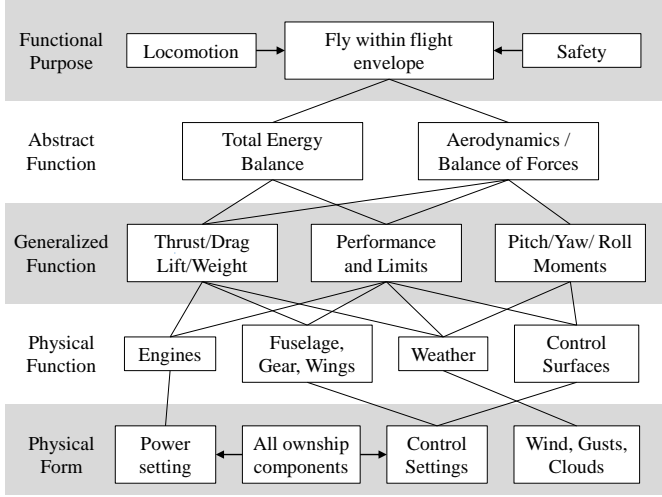 Functional
Purpose
Locomotion
Fly within flight
envelope
Safety
Abstract
Function
Total Energy
Balance
Aerodynamics /
Balance of Forces
Generalized
Function
Thrust/Drag
Lift/Weight
Performance
and Limits
Pitch/Yaw/ Roll
Moments
Physical
Function
Engines
Fuselage,
Gear, Wings
Weather
Control
Surfaces
Physical
Form
Power
setting
All ownship
components
Control
Settings
Wind, Gusts,
Clouds